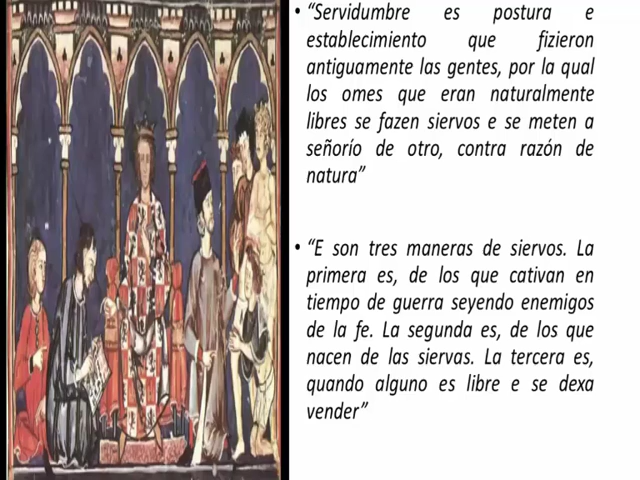 • “Servidumbre es postura e
establecimiento que fizieron
antiguamente las gentes, por la qual
los omes que eran naturalmente
libres se fazen siervos e se meten a
señorío de otro, contra razón de
natura”
• “E son tres maneras de siervos. La
primera es, de los que cativan en
tiempo de guerra seyendo enemigos
de la fe. La segunda es, de los que
nacen de las siervas. La tercera es,
quando alguno es libre e se dexa
vender”